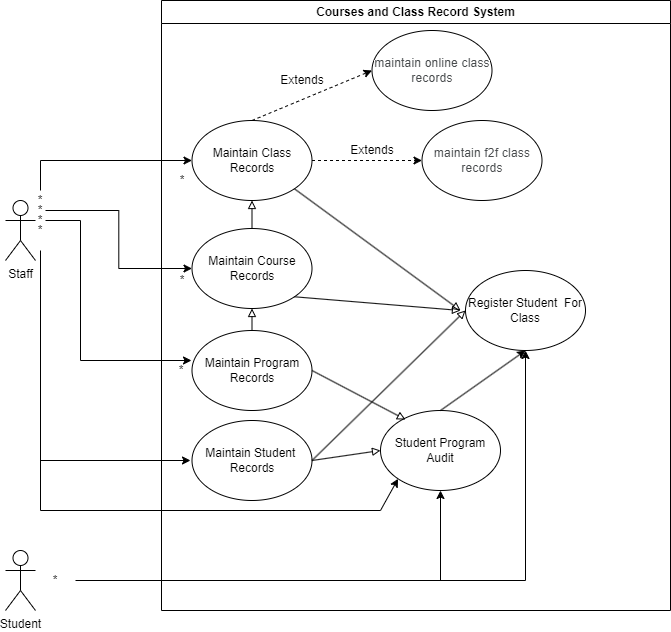 Courses and Class Record System
maintain online class
records
Extends
Maintain Class
Records
Extends
maintain f2f class
records
*
*
*
*
*
Staff
Maintain Course
Records
*
Register Student  For
Class
Maintain Program
Records
*
Maintain Student
Records
Student Program
Audit
*
Student